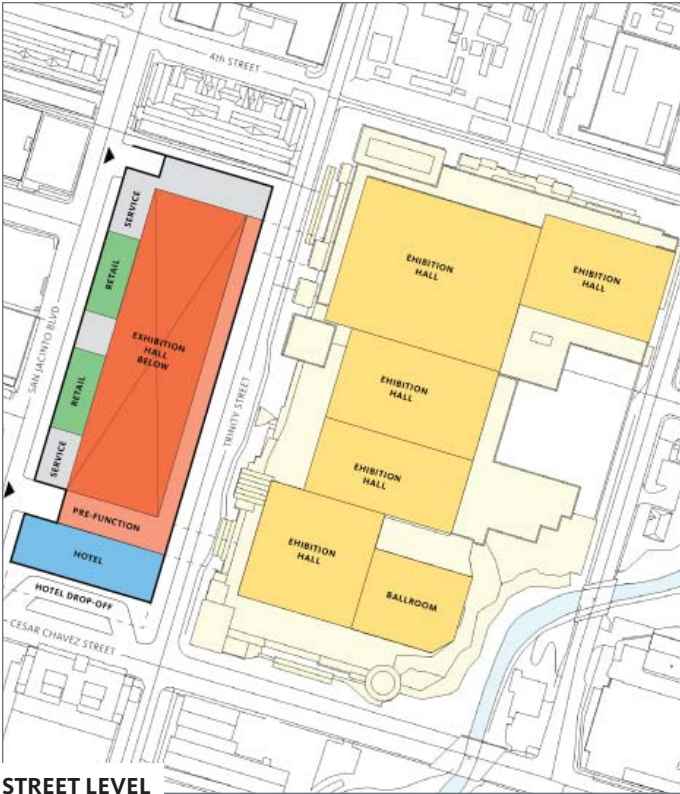 4th STREET
SERVICE
RETAIL
EXHIBITION
HALL
BELOW
SAN JACINTO BLVD
RETAIL
SERVICE
TRINITY STREET
PRE-FUNCTION
HOTEL
HOTEL DROP-OFF
CESAR CHAVEZ STREET
EHIBITION
HALL
EHIBITION
HALL
EHIBITION
HALL
EHIBITION
HALL
EHIBITION
HALL
BALLROOM
STREET LEVEL